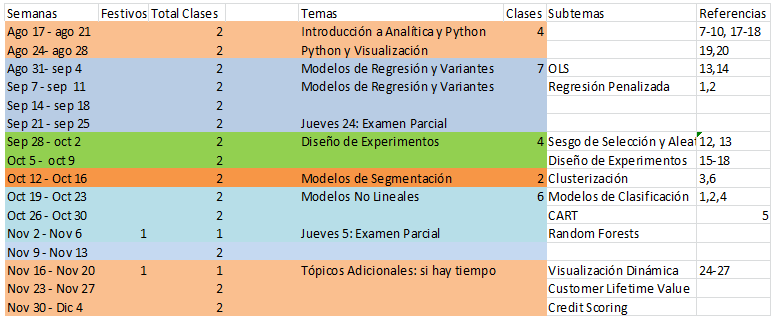 Semanas Festivos Total Clases Temas Clases Subtemas Referencias
Ago 17 - ago 21 2 Introducción a Analítica y Python 4 7-10, 17-18
Ago 24- ago 28 2 Python y Visualización 19,20
Ago 31- sep 4 2 Modelos de Regresión y Variantes 7 OLS 13,14
Sep 7 - sep 11 2 Modelos de Regresión y Variantes Regresión Penalizada 1,2
Sep 14 - sep 18 2
Sep 21 - sep 25 2 Jueves 24: Examen Parcial
Sep 28 - oct 2 2 Diseño de Experimentos 4 Sesgo de Selección y Aleat 12, 13
Oct 5 - oct 9 2 Diseño de Experimentos 15-18
Oct 12 - Oct 16 2 Modelos de Segmentación 2 Clusterización 3,6
Oct 19 - Oct 23 2 Modelos No Lineales 6 Modelos de Clasificación 1,2,4
Oct 26 - Oct 30 2 CART 5
Nov 2 - Nov 6 1 1 Jueves 5: Examen Parcial Random Forests
Nov 9 - Nov 13 2
Nov 16 - Nov 20 1 1 Tópicos Adicionales: si hay tiempo Visualización Dinámica 24-27
Nov 23 - Nov 27 2 Customer Lifetime Value
Nov 30 - Dic 4 2 Credit Scoring